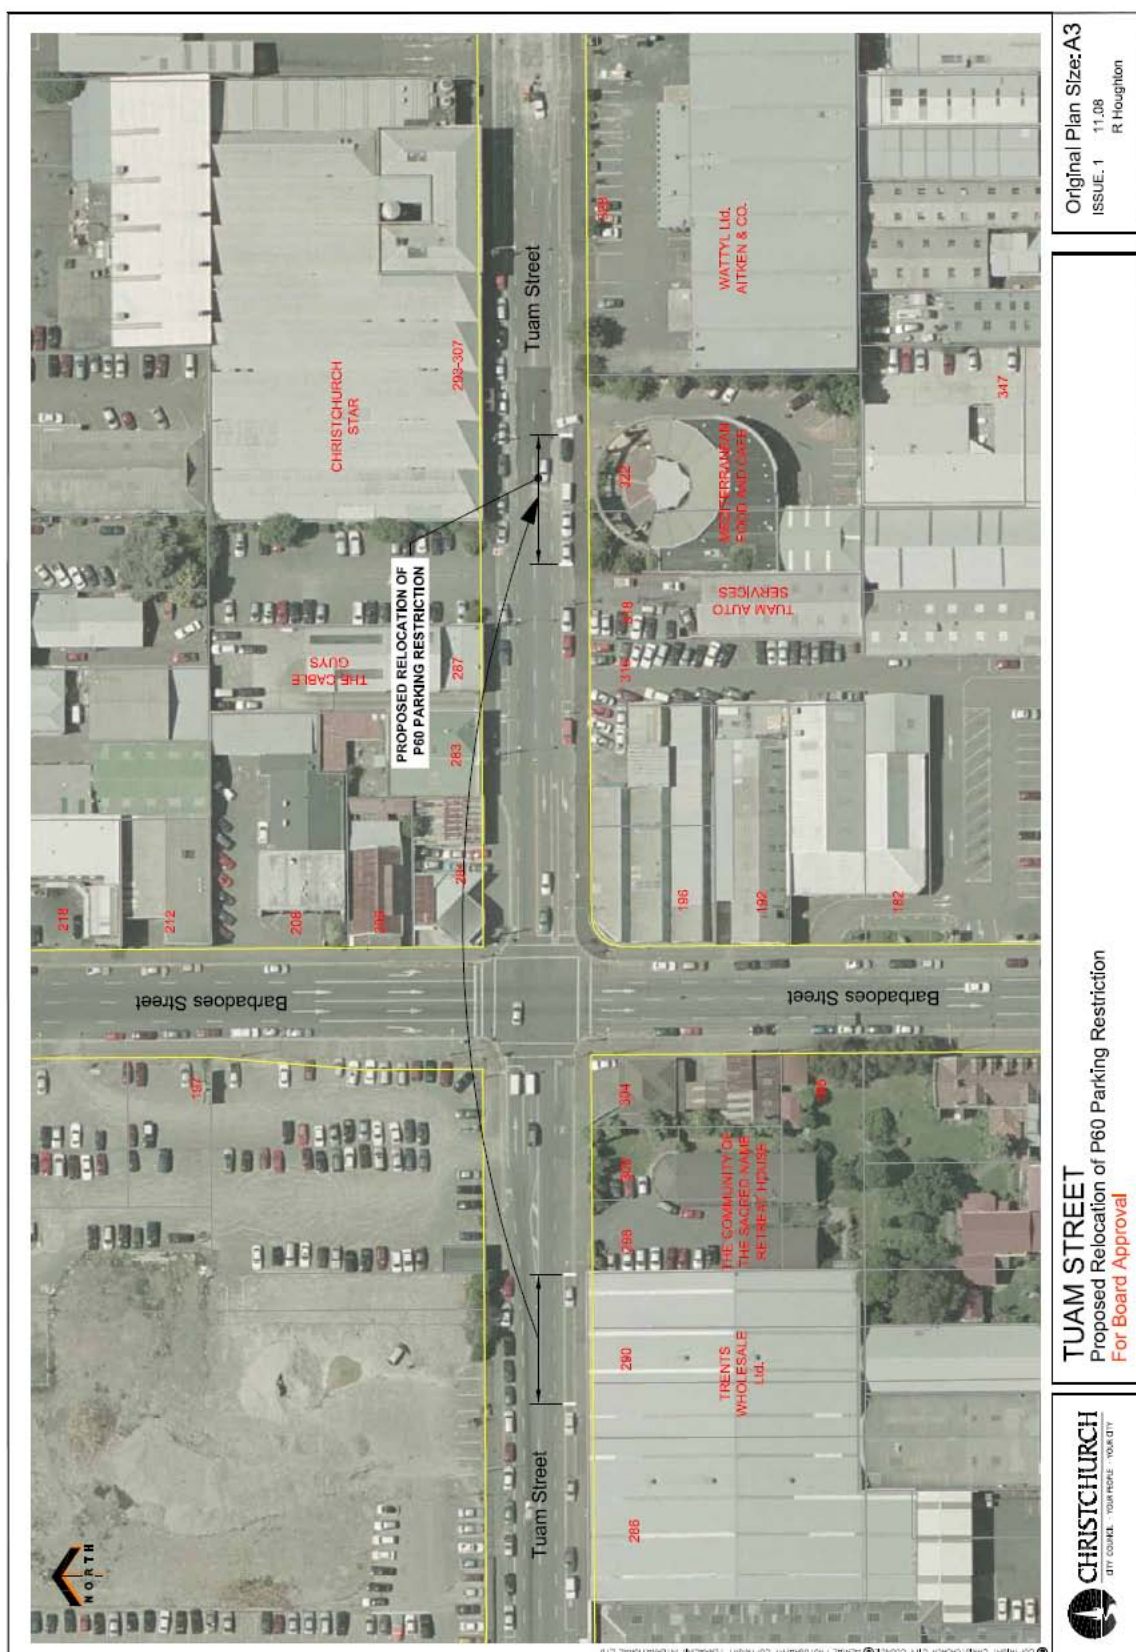 Original Plan Size:A3
ISSUE. 1 11.08
R Houghton
TUAM STREET
Proposed Relocation of P60 Parking Restriction
For Board Approval
CHRISTCHURCH
CITY COUNCIL · YOUR PEOPLE · YOUR CITY
NORTH
Tuam Street
Tuam Street
Barbadoes Street
Barbadoes Street
PROPOSED RELOCATION OF
P60 PARKING RESTRICTION
CHRISTCHURCH
STAR
293-307
THE CABLE
GUYS
287
283
218
212
208
197
WATTYL Ltd.
AITKEN & CO.
MEDITERRANEAN
FOOD AND CAFE
322
347
TUAM AUTO
SERVICES
318
196
192
182
304
298
THE COMMUNITY OF
THE SACRED NAME
RETREAT HOUSE
290
TRENTS
WHOLESALE
Ltd.
286